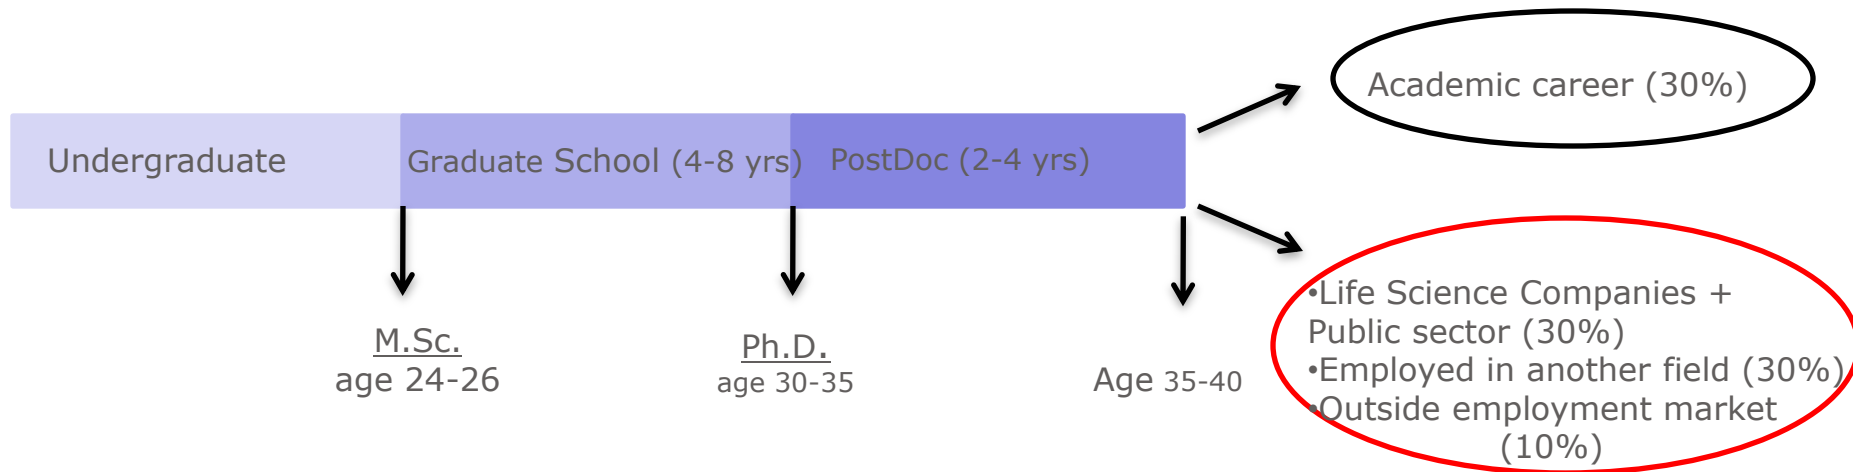 Academic career (30%)
Undergraduate
Graduate School (4-8 yrs)
PostDoc (2-4 yrs)
M.Sc.
age 24-26
Ph.D.
age 30-35
Age 35-40
•Life Science Companies +
Public sector (30%)
•Employed in another field (30%)
•Outside employment market
(10%)